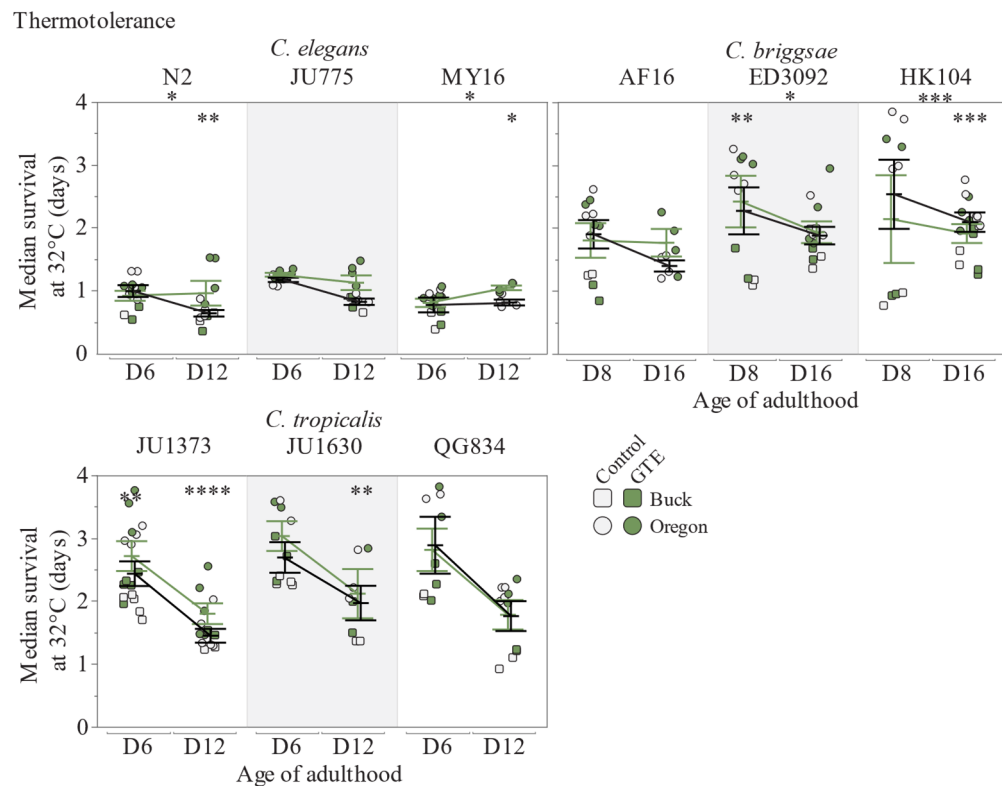 Thermotolerance
C. elegans
C. briggsae
N2 JU775 MY16 AF16 ED3092 HK104
* * * ***
** * ** ***
4
3
2
1
0
Median survival
at 32°C (days)
D6 D12 D6 D12 D6 D12 D8 D16 D8 D16 D8 D16
Age of adulthood
C. tropicalis
JU1373 JU1630 QG834
** **** **
4
3
2
1
0
Median survival
at 32°C (days)
D6 D12 D6 D12 D6 D12
Age of adulthood
Control GTE
Buck
Oregon